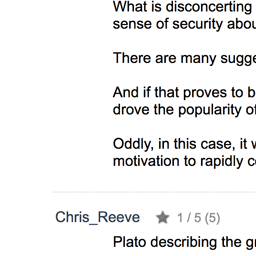 What is disconcerting
sense of security abou
There are many sugge
And if that proves to b
drove the popularity of
Oddly, in this case, it
motivation to rapidly c
Chris_Reeve ★ 1 / 5 (5)
Plato describing the g